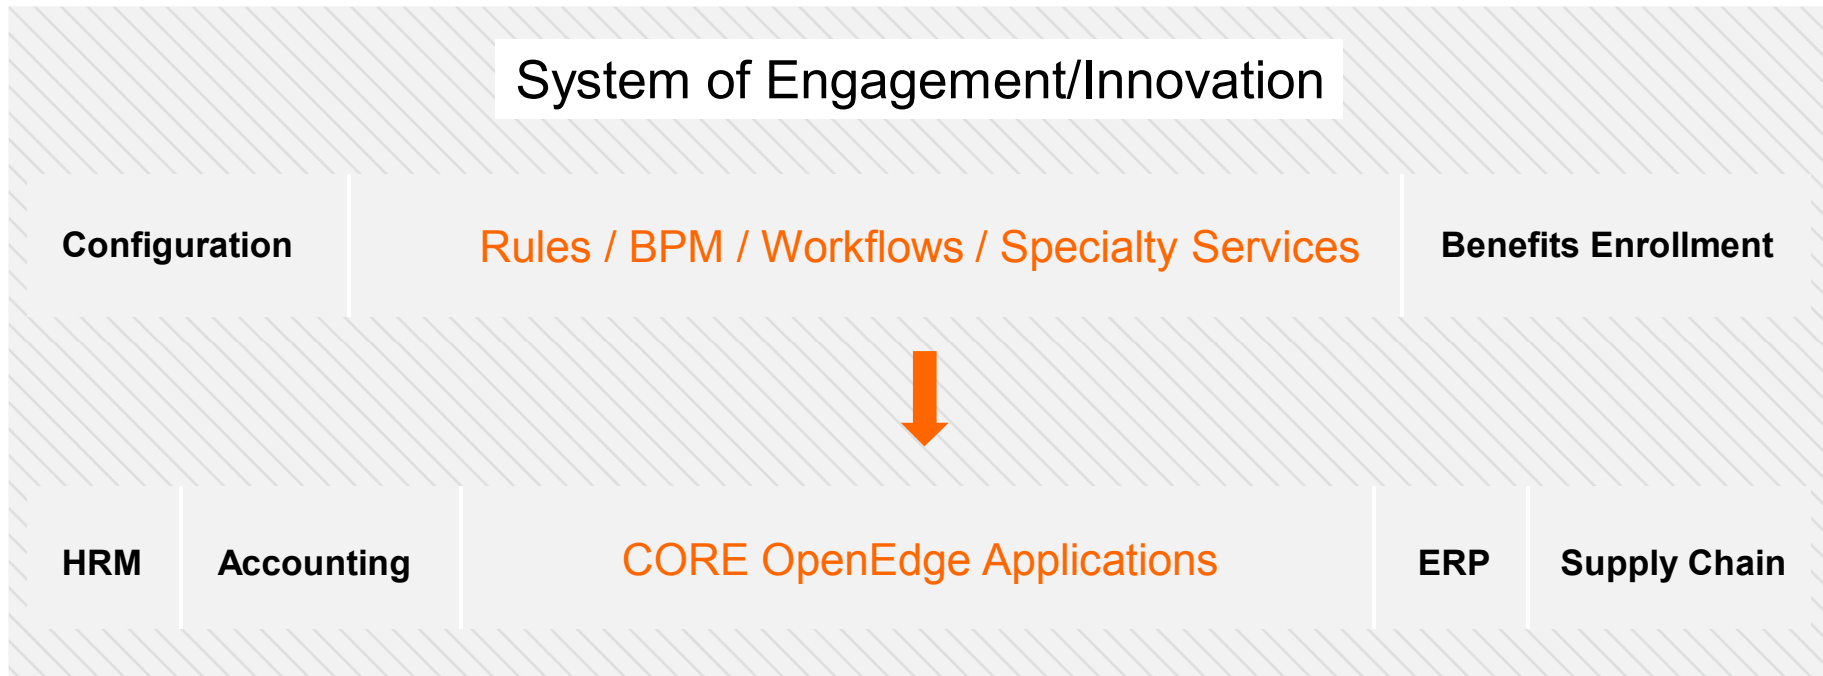 System of Engagement/Innovation
Configuration
Rules / BPM / Workflows / Specialty Services
Benefits Enrollment
HRM
Accounting
CORE OpenEdge Applications
ERP
Supply Chain